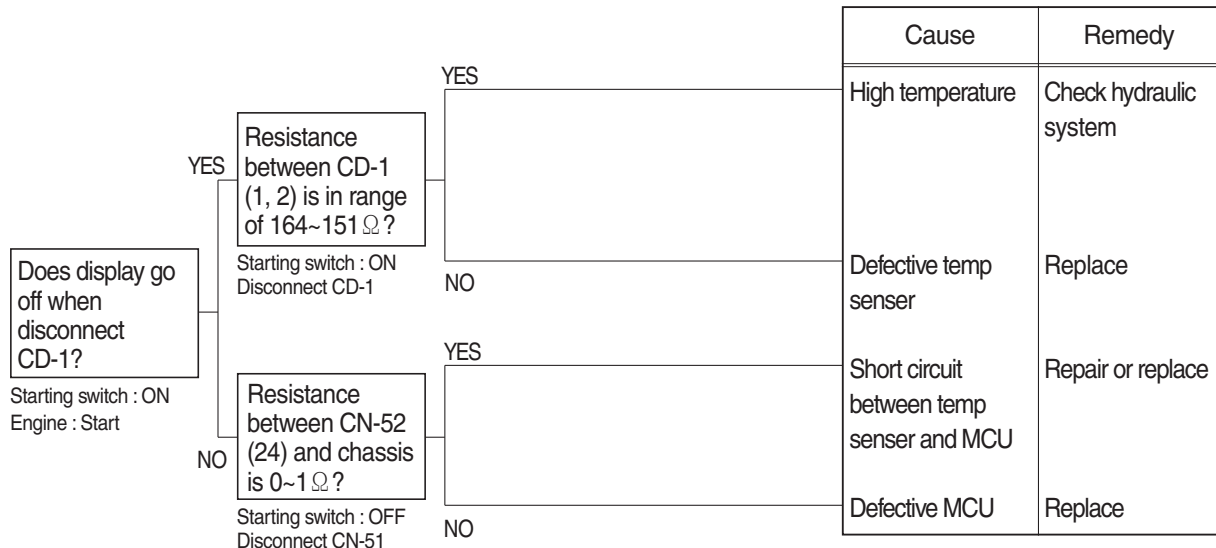 Does display go
off when
disconnect
CD-1?
Starting switch : ON
Engine : Start
YES
Resistance
between CD-1
(1, 2) is in range
of 164~151Ω?
Starting switch : ON
Disconnect CD-1
NO
Resistance
between CN-52
(24) and chassis
is 0~1Ω?
Starting switch : OFF
Disconnect CN-51
YES
NO
YES
NO
Cause Remedy
High temperature Check hydraulic
system
Defective temp Replace
senser
Short circuit Repair or replace
between temp
senser and MCU
Defective MCU Replace